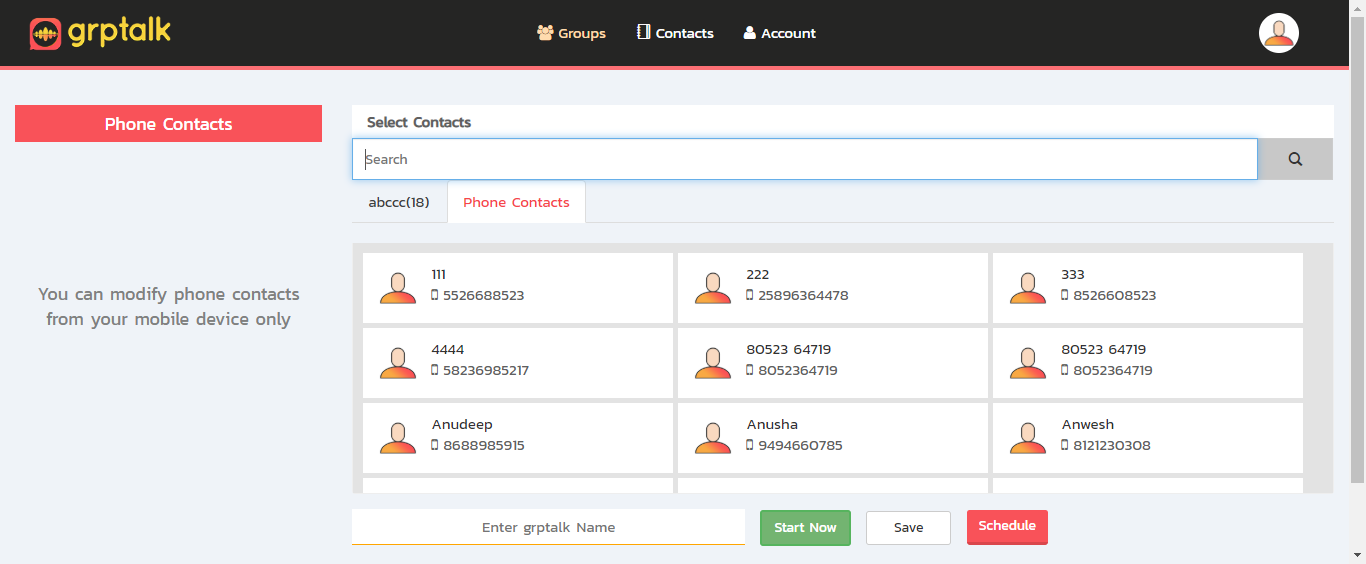 grptalk
Groups Contacts Account
Phone Contacts
You can modify phone contacts
from your mobile device only
Select Contacts
Search
abccc(18) Phone Contacts
111
5526688523
222
25896364478
333
8526608523
4444
58236985217
80523 64719
8052364719
80523 64719
8052364719
Anudeep
8688985915
Anusha
9494660785
Anwesh
8121230308
Enter grptalk Name
Start Now
Save
Schedule